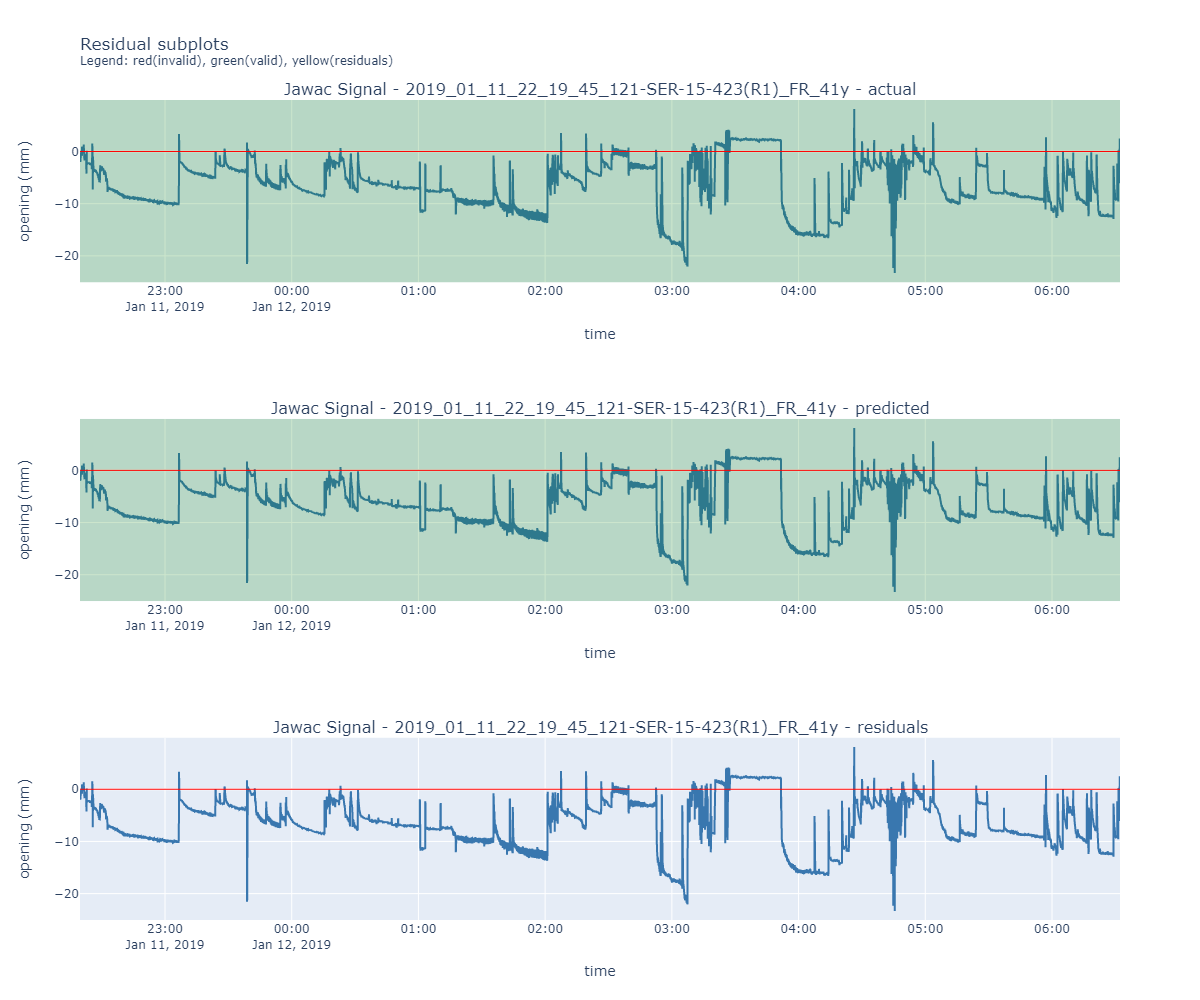 Residual subplots
Legend: red(invalid), green(valid), yellow(residuals)
Jawac Signal - 2019_01_11_22_19_45_121-SER-15-423(R1)_FR_41y - actual
opening (mm)
0
−10
−20
23:00 00:00 01:00 02:00 03:00 04:00 05:00 06:00
Jan 11, 2019 Jan 12, 2019
time
Jawac Signal - 2019_01_11_22_19_45_121-SER-15-423(R1)_FR_41y - predicted
opening (mm)
0
−10
−20
23:00 00:00 01:00 02:00 03:00 04:00 05:00 06:00
Jan 11, 2019 Jan 12, 2019
time
Jawac Signal - 2019_01_11_22_19_45_121-SER-15-423(R1)_FR_41y - residuals
opening (mm)
0
−10
−20
23:00 00:00 01:00 02:00 03:00 04:00 05:00 06:00
Jan 11, 2019 Jan 12, 2019
time